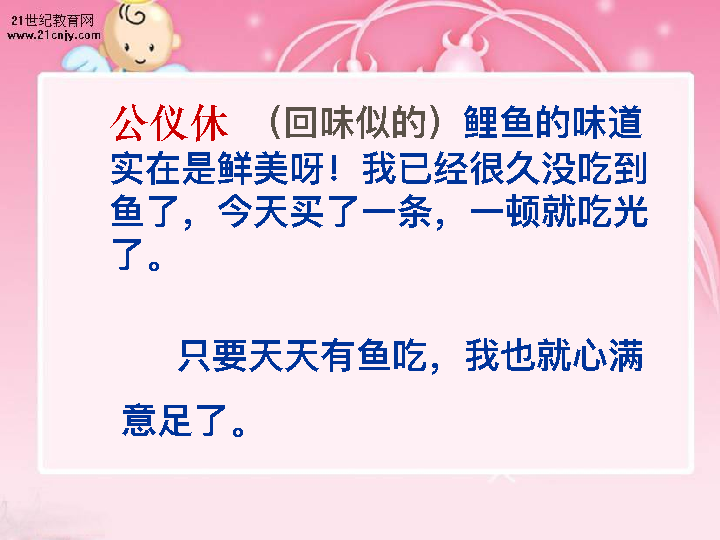 21世纪教育网
www.21cnjy.com
公仪休 （回味似的）鲤鱼的味道
实在是鲜美呀！我已经很久没吃到
鱼了，今天买了一条，一顿就吃光
了。
只要天天有鱼吃，我也就心满
意足了。